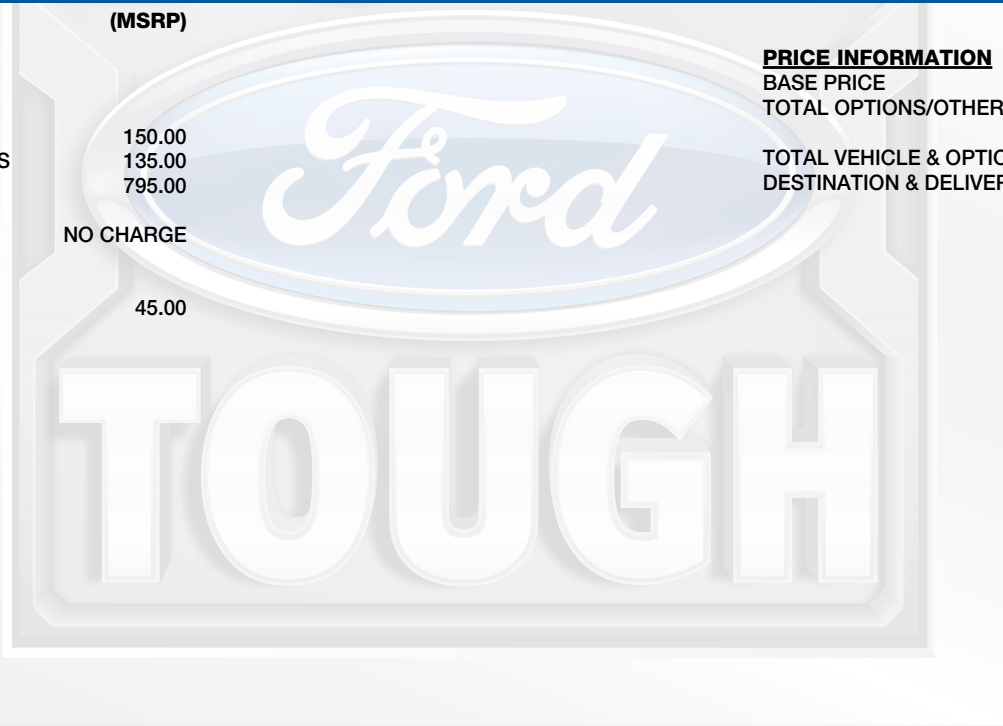 (MSRP)
150.00
S 135.00
795.00
NO CHARGE
45.00
PRICE INFORMATION
BASE PRICE
TOTAL OPTIONS/OTHER
TOTAL VEHICLE & OPTIO
DESTINATION & DELIVER
Ford
TOUGH